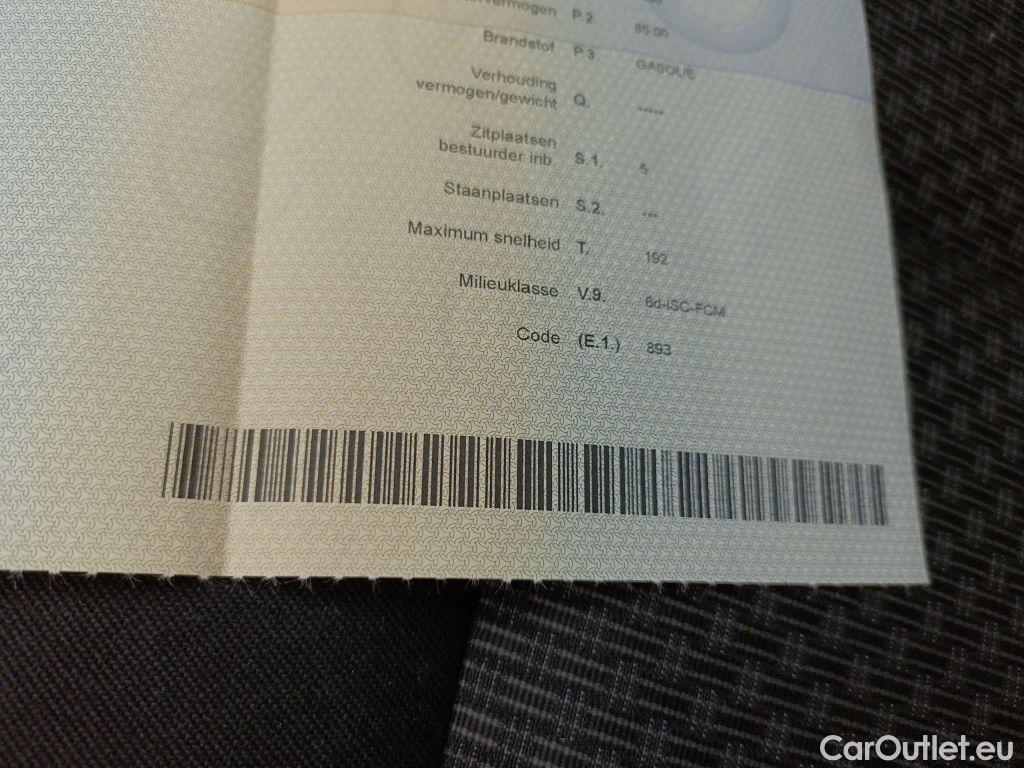 P.2. 85.00
Brandstof P.3. GASOLIE
Verhouding
vermogen/gewicht Q. -----
Zitplaatsen
bestuurder inb. S.1. 5
Staanplaatsen S.2. ---
Maximum snelheid T. 192
Milieuklasse V.9. 6d-ISC-FCM
Code (E.1.) 893
CarOutlet.eu